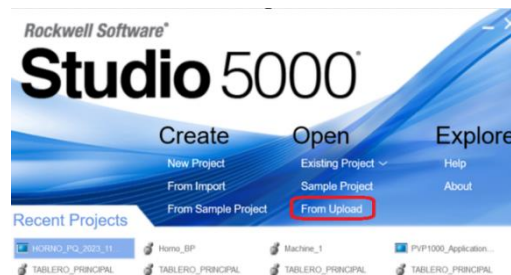 Rockwell Software®
Studio 5000®
Create Open Explore
New Project Existing Project Help
From Import Sample Project About
From Sample Project From Upload
Recent Projects
HORNO_PQ_2023_11... Horno_BP Machine_1 PVP1000_Application...
TABLERO_PRINCIPAL TABLERO_PRINCIPAL TABLERO_PRINCIPAL TABLERO_PRINCIPAL